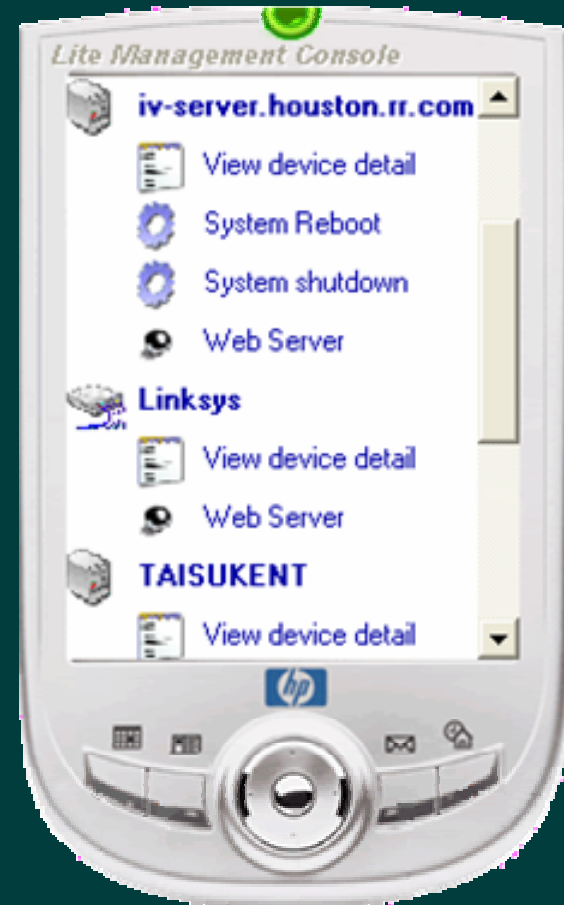 Lite Management Console
iv-server.houston.rr.com
View device detail
System Reboot
System shutdown
Web Server
Linksys
View device detail
Web Server
TAISUKENT
View device detail
hp